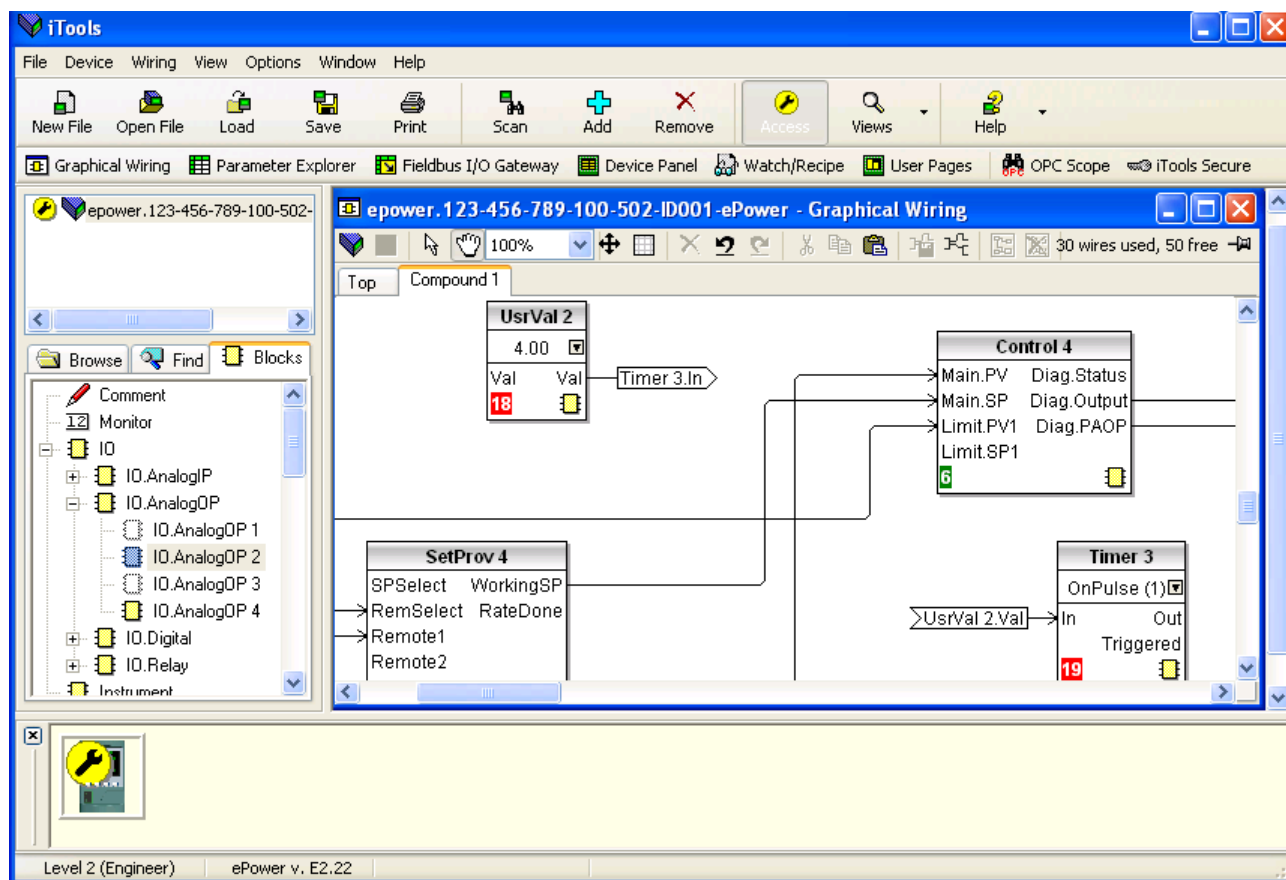 iTools
File Device Wiring View Options Window Help
New File Open File Load Save Print Scan Add Remove Access Views Help
Graphical Wiring Parameter Explorer Fieldbus I/O Gateway Device Panel Watch/Recipe User Pages OPC Scope iTools Secure
epower.123-456-789-100-502-
Browse Find Blocks
Comment
12 Monitor
IO
IO.AnalogIP
IO.AnalogOP
IO.AnalogOP 1
IO.AnalogOP 2
IO.AnalogOP 3
IO.AnalogOP 4
IO.Digital
IO.Relay
Instrument
epower.123-456-789-100-502-ID001-ePower - Graphical Wiring
100% 30 wires used, 50 free
Top Compound 1
UsrVal 2
4.00
Val Val
18
Timer 3.In
Control 4
Main.PV Diag.Status
Main.SP Diag.Output
Limit.PV1 Diag.PAOP
Limit.SP1
6
SetProv 4
SPSelect WorkingSP
RemSelect RateDone
Remote1
Remote2
UsrVal 2.Val
Timer 3
OnPulse (1)
In Out
Triggered
19
Level 2 (Engineer) ePower v. E2.22